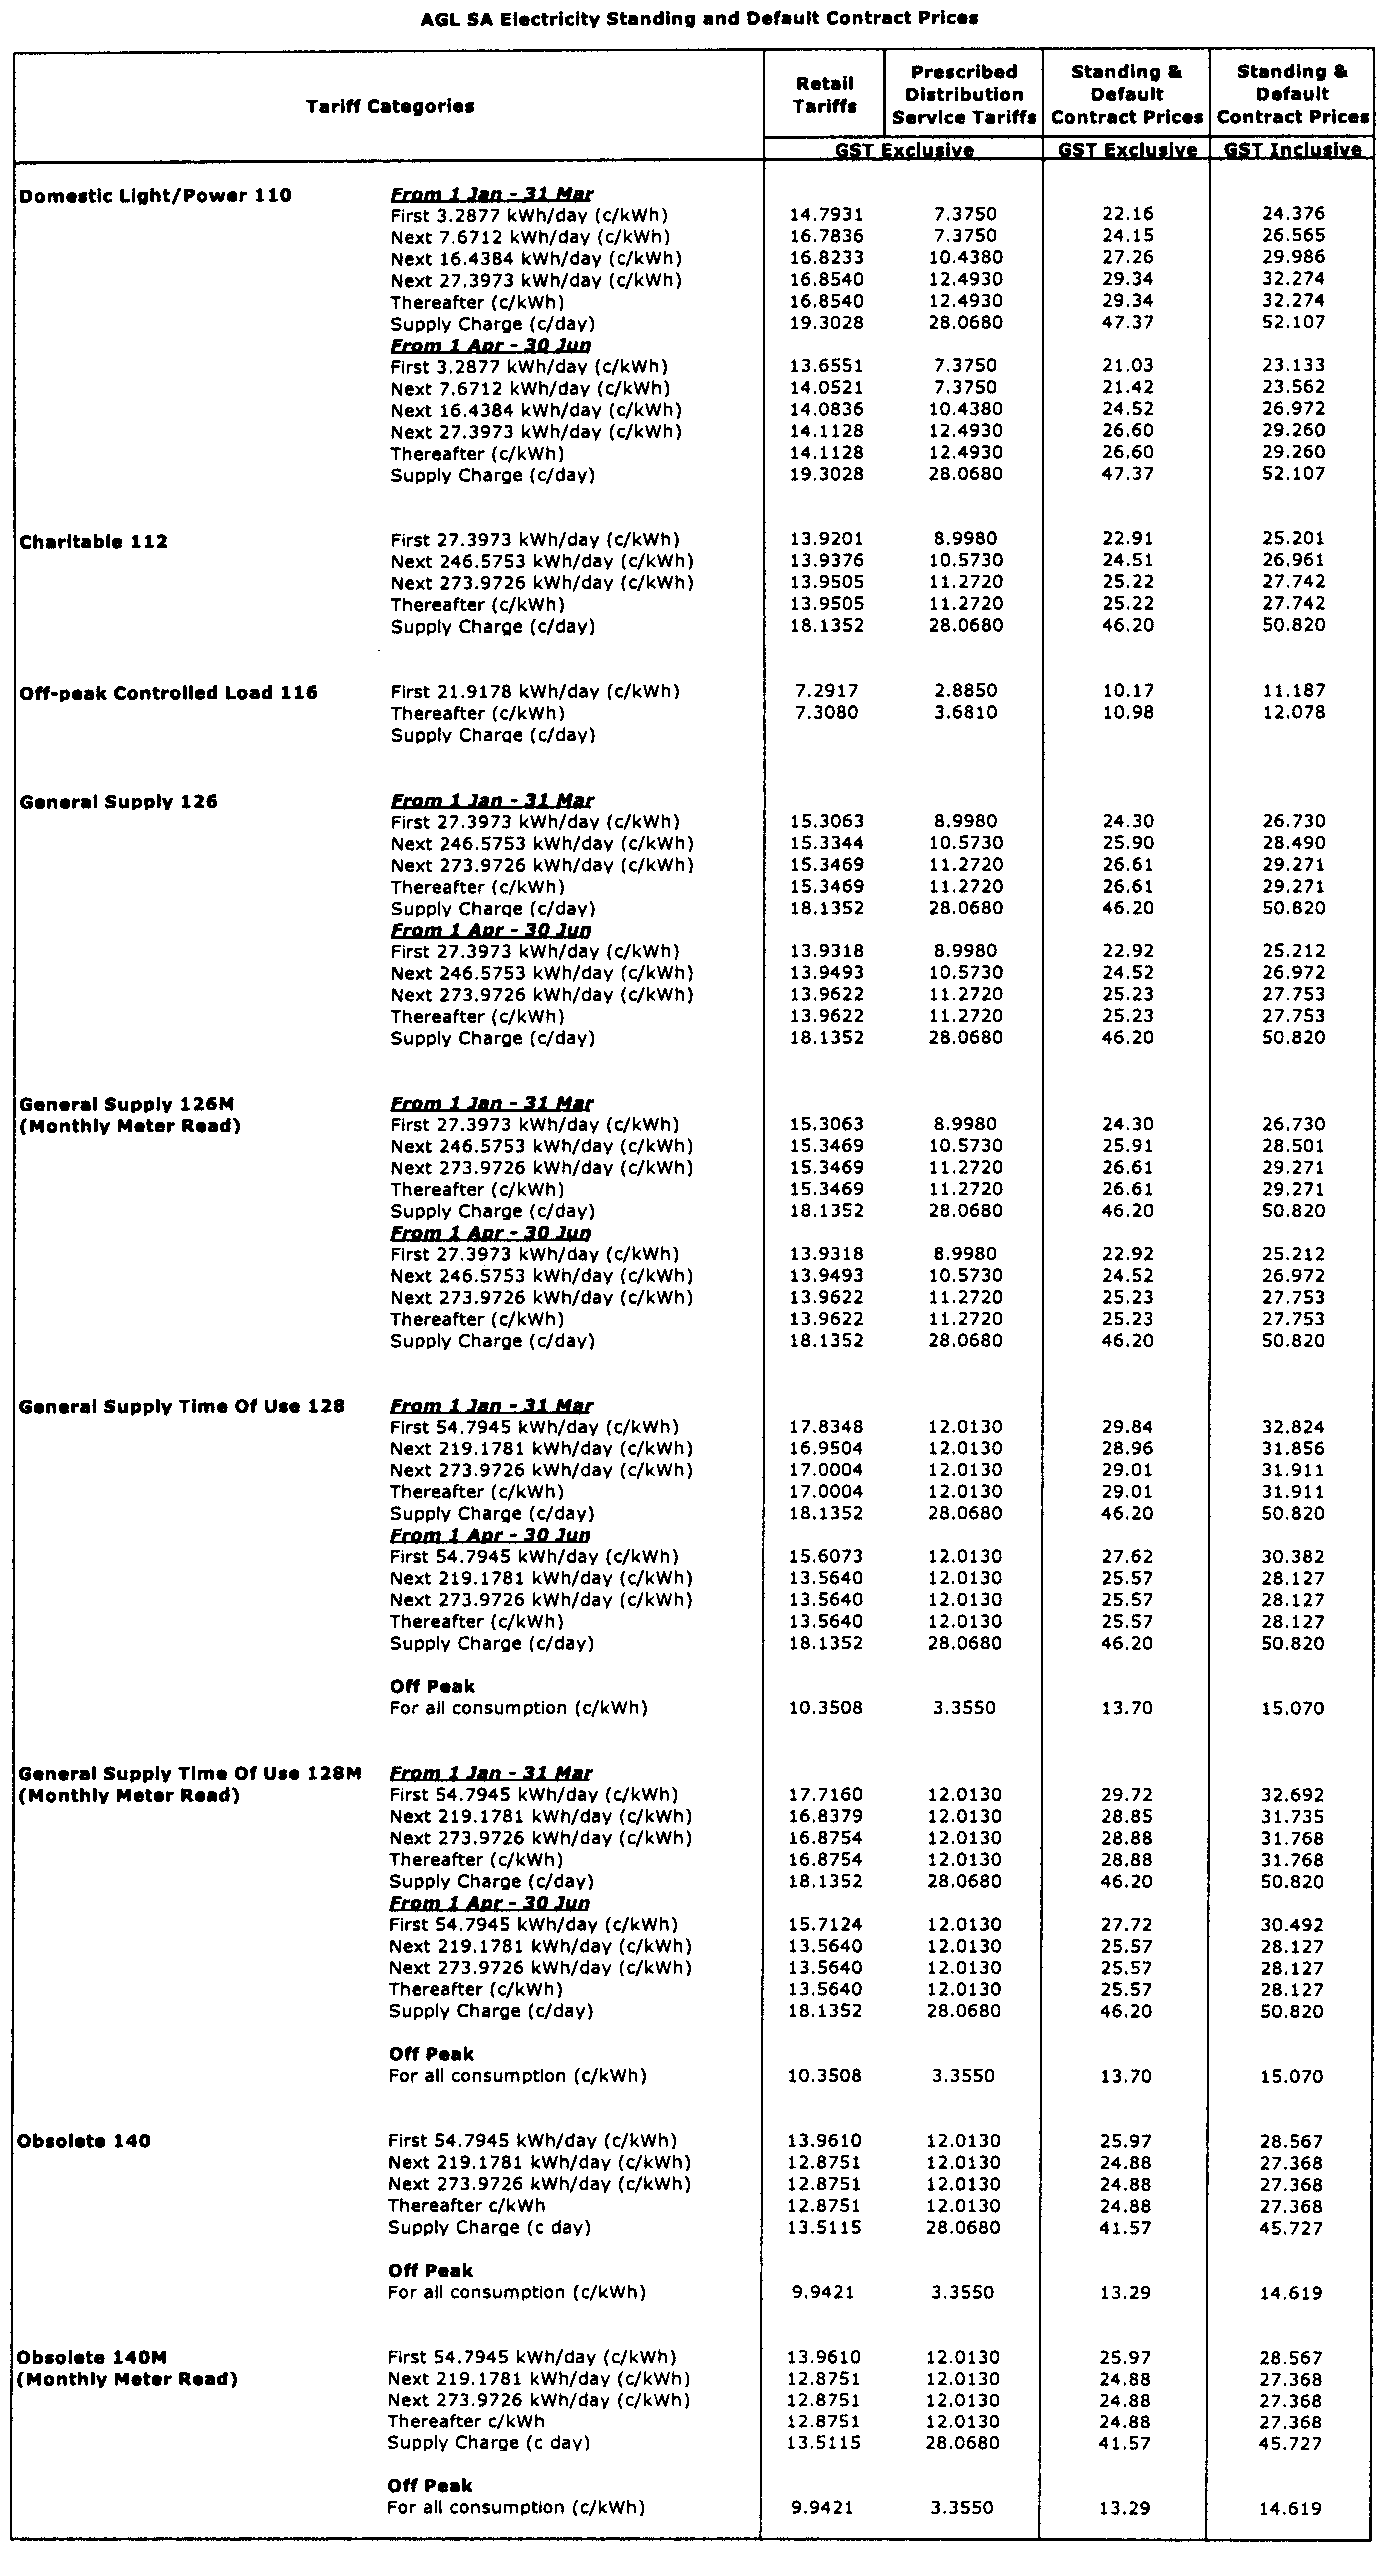 AGL SA Electricity Standing and Default Contract Prices
Tariff Categories
Retail Tariffs
Prescribed Distribution Service Tariffs
Standing & Default Contract Prices
Standing & Default Contract Prices
GST Exclusive GST Exclusive GST Inclusive
Domestic Light/Power 110 From 1 Jan - 31 Mar
First 3.2877 kWh/day (c/kWh) 14.7931 7.3750 22.16 24.376
Next 7.6712 kWh/day (c/kWh) 16.7836 7.3750 24.15 26.565
Next 16.4384 kWh/day (c/kWh) 16.8233 10.4380 27.26 29.986
Next 27.3973 kWh/day (c/kWh) 16.8540 12.4930 29.34 32.274
Thereafter (c/kWh) 16.8540 12.4930 29.34 32.274
Supply Charge (c/day) 19.3028 28.0680 47.37 52.107
From 1 Apr - 30 Jun
First 3.2877 kWh/day (c/kWh) 13.6551 7.3750 21.03 23.133
Next 7.6712 kWh/day (c/kWh) 14.0521 7.3750 21.42 23.562
Next 16.4384 kWh/day (c/kWh) 14.0836 10.4380 24.52 26.972
Next 27.3973 kWh/day (c/kWh) 14.1128 12.4930 26.60 29.260
Thereafter (c/kWh) 14.1128 12.4930 26.60 29.260
Supply Charge (c/day) 19.3028 28.0680 47.37 52.107
Charitable 112 First 27.3973 kWh/day (c/kWh) 13.9201 8.9980 22.91 25.201
Next 246.5753 kWh/day (c/kWh) 13.9376 10.5730 24.51 26.961
Next 273.9726 kWh/day (c/kWh) 13.9505 11.2720 25.22 27.742
Thereafter (c/kWh) 13.9505 11.2720 25.22 27.742
Supply Charge (c/day) 18.1352 28.0680 46.20 50.820
Off-peak Controlled Load 116 First 21.9178 kWh/day (c/kWh) 7.2917 2.8850 10.17 11.187
Thereafter (c/kWh) 7.3080 3.6810 10.98 12.078
Supply Charge (c/day)
General Supply 126 From 1 Jan - 31 Mar
First 27.3973 kWh/day (c/kWh) 15.3063 8.9980 24.30 26.730
Next 246.5753 kWh/day (c/kWh) 15.3344 10.5730 25.90 28.490
Next 273.9726 kWh/day (c/kWh) 15.3469 11.2720 26.61 29.271
Thereafter (c/kWh) 15.3469 11.2720 26.61 29.271
Supply Charge (c/day) 18.1352 28.0680 46.20 50.820
From 1 Apr - 30 Jun
First 27.3973 kWh/day (c/kWh) 13.9318 8.9980 22.92 25.212
Next 246.5753 kWh/day (c/kWh) 13.9493 10.5730 24.52 26.972
Next 273.9726 kWh/day (c/kWh) 13.9622 11.2720 25.23 27.753
Thereafter (c/kWh) 13.9622 11.2720 25.23 27.753
Supply Charge (c/day) 18.1352 28.0680 46.20 50.820
General Supply 126M From 1 Jan - 31 Mar
(Monthly Meter Read) First 27.3973 kWh/day (c/kWh) 15.3063 8.9980 24.30 26.730
Next 246.5753 kWh/day (c/kWh) 15.3469 10.5730 25.91 28.501
Next 273.9726 kWh/day (c/kWh) 15.3469 11.2720 26.61 29.271
Thereafter (c/kWh) 15.3469 11.2720 26.61 29.271
Supply Charge (c/day) 18.1352 28.0680 46.20 50.820
From 1 Apr - 30 Jun
First 27.3973 kWh/day (c/kWh) 13.9318 8.9980 22.92 25.212
Next 246.5753 kWh/day (c/kWh) 13.9493 10.5730 24.52 26.972
Next 273.9726 kWh/day (c/kWh) 13.9622 11.2720 25.23 27.753
Thereafter (c/kWh) 13.9622 11.2720 25.23 27.753
Supply Charge (c/day) 18.1352 28.0680 46.20 50.820
General Supply Time Of Use 128 From 1 Jan - 31 Mar
First 54.7945 kWh/day (c/kWh) 17.8348 12.0130 29.84 32.824
Next 219.1781 kWh/day (c/kWh) 16.9504 12.0130 28.96 31.856
Next 273.9726 kWh/day (c/kWh) 17.0004 12.0130 29.01 31.911
Thereafter (c/kWh) 17.0004 12.0130 29.01 31.911
Supply Charge (c/day) 18.1352 28.0680 46.20 50.820
From 1 Apr - 30 Jun
First 54.7945 kWh/day (c/kWh) 15.6073 12.0130 27.62 30.382
Next 219.1781 kWh/day (c/kWh) 13.5640 12.0130 25.57 28.127
Next 273.9726 kWh/day (c/kWh) 13.5640 12.0130 25.57 28.127
Thereafter (c/kWh) 13.5640 12.0130 25.57 28.127
Supply Charge (c/day) 18.1352 28.0680 46.20 50.820
Off Peak
For all consumption (c/kWh) 10.3508 3.3550 13.70 15.070
General Supply Time Of Use 128M From 1 Jan - 31 Mar
(Monthly Meter Read) First 54.7945 kWh/day (c/kWh) 17.7160 12.0130 29.72 32.692
Next 219.1781 kWh/day (c/kWh) 16.8379 12.0130 28.85 31.735
Next 273.9726 kWh/day (c/kWh) 16.8754 12.0130 28.88 31.768
Thereafter (c/kWh) 16.8754 12.0130 28.88 31.768
Supply Charge (c/day) 18.1352 28.0680 46.20 50.820
From 1 Apr - 30 Jun
First 54.7945 kWh/day (c/kWh) 15.7124 12.0130 27.72 30.492
Next 219.1781 kWh/day (c/kWh) 13.5640 12.0130 25.57 28.127
Next 273.9726 kWh/day (c/kWh) 13.5640 12.0130 25.57 28.127
Thereafter (c/kWh) 13.5640 12.0130 25.57 28.127
Supply Charge (c/day) 18.1352 28.0680 46.20 50.820
Off Peak
For all consumption (c/kWh) 10.3508 3.3550 13.70 15.070
Obsolete 140 First 54.7945 kWh/day (c/kWh) 13.9610 12.0130 25.97 28.567
Next 219.1781 kWh/day (c/kWh) 12.8751 12.0130 24.88 27.368
Next 273.9726 kWh/day (c/kWh) 12.8751 12.0130 24.88 27.368
Thereafter c/kWh 12.8751 12.0130 24.88 27.368
Supply Charge (c day) 13.5115 28.0680 41.57 45.727
Off Peak
For all consumption (c/kWh) 9.9421 3.3550 13.29 14.619
Obsolete 140M First 54.7945 kWh/day (c/kWh) 13.9610 12.0130 25.97 28.567
(Monthly Meter Read) Next 219.1781 kWh/day (c/kWh) 12.8751 12.0130 24.88 27.368
Next 273.9726 kWh/day (c/kWh) 12.8751 12.0130 24.88 27.368
Thereafter c/kWh 12.8751 12.0130 24.88 27.368
Supply Charge (c day) 13.5115 28.0680 41.57 45.727
Off Peak
For all consumption (c/kWh) 9.9421 3.3550 13.29 14.619